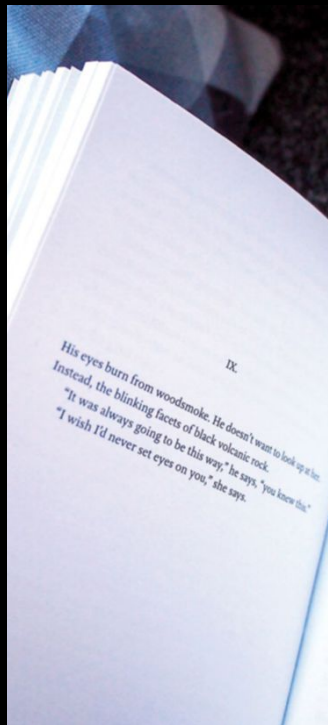 IX.
His eyes burn from woodsmoke. He doesn't want to look up at her.
Instead, the blinking facets of black volcanic rock.
"It was always going to be this way," he says, "you knew this."
"I wish I'd never set eyes on you," she says.